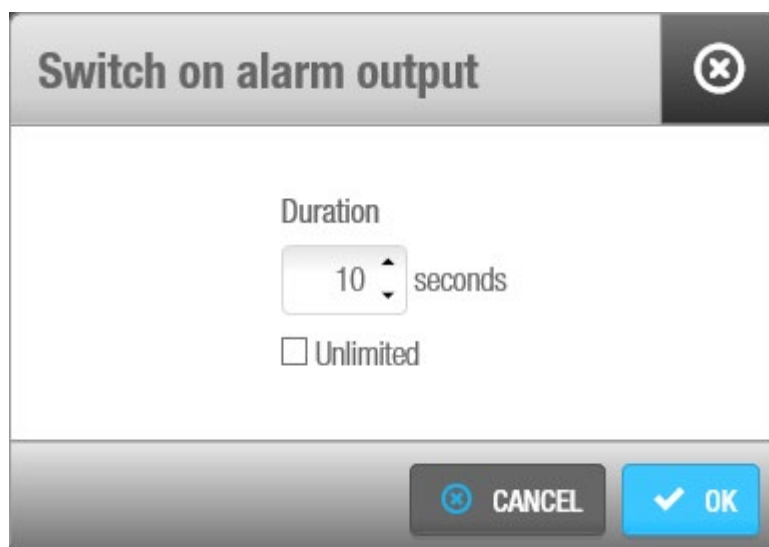 Switch on alarm output
Duration
10 seconds
Unlimited
CANCEL OK